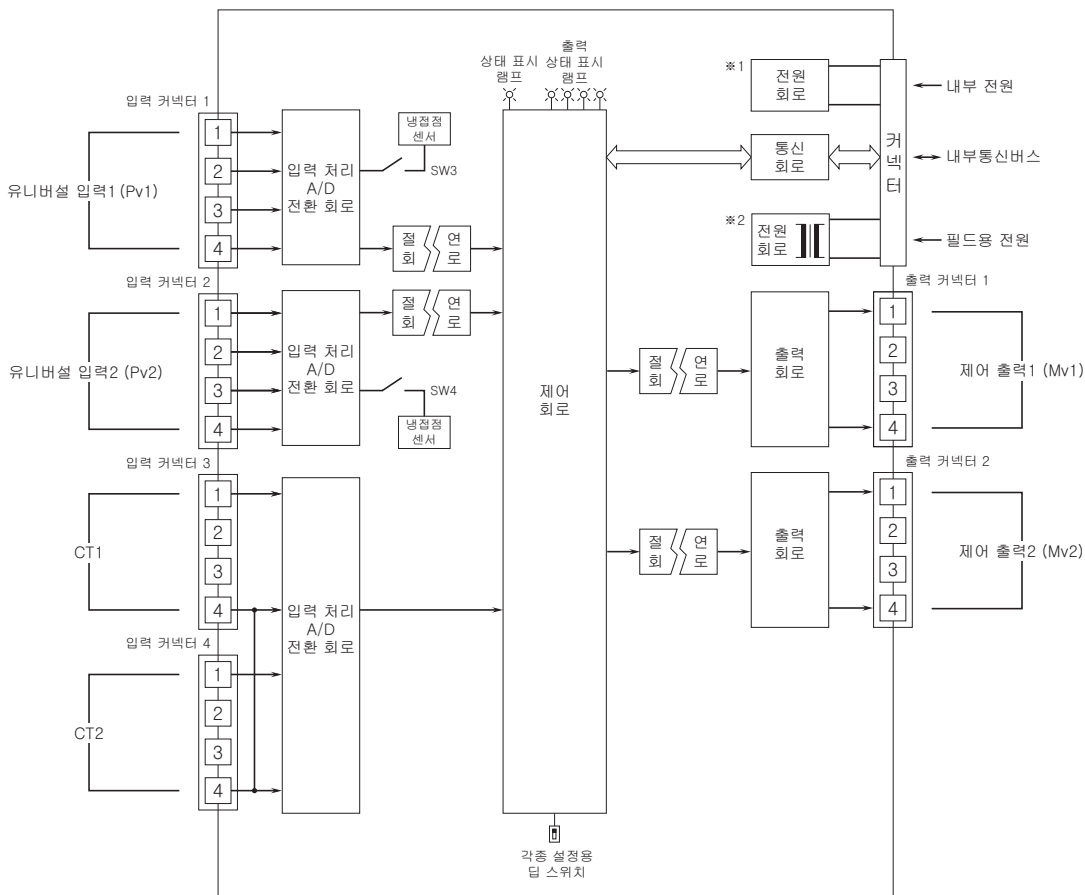 출력
상태 표시 상태 표시
램프 램프
※1
전원
회로
내부 전원
입력 커넥터 1
1
2
3
4
유니버설 입력1 (Pv1)
입력 처리
A/D
전환 회로
냉접점
센서
SW3
절 연
회 로
통신
회로
커
넥
터
내부통신버스
※2
전원
회로
필드용 전원
입력 커넥터 2
1
2
3
4
유니버설 입력2 (Pv2)
입력 처리
A/D
전환 회로
절 연
회 로
SW4
냉접점
센서
제어
회로
출력 커넥터 1
절 연
회 로
출력
회로
1
2
3
4
제어 출력1 (Mv1)
입력 커넥터 3
1
2
3
4
CT1
입력 처리
A/D
전환 회로
출력 커넥터 2
절 연
회 로
출력
회로
1
2
3
4
제어 출력2 (Mv2)
입력 커넥터 4
1
2
3
4
CT2
각종 설정용
딥 스위치